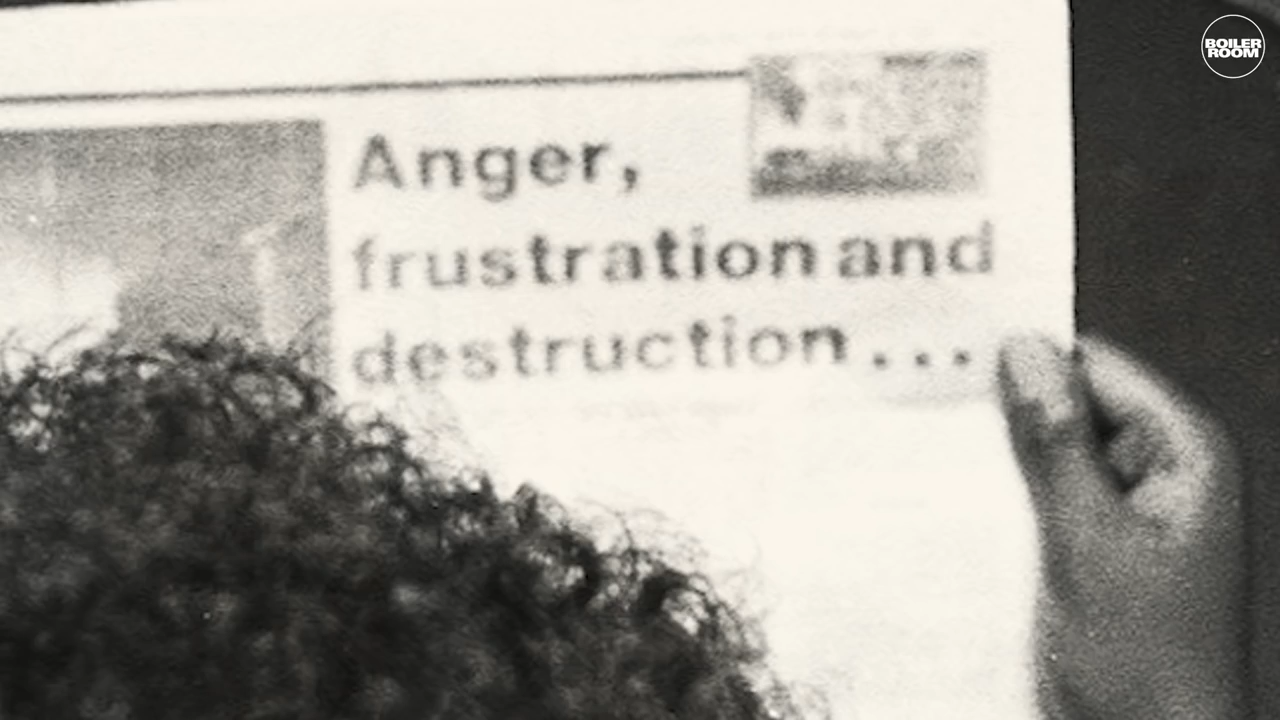 BOILER
ROOM
Anger,
frustration and
destruction...